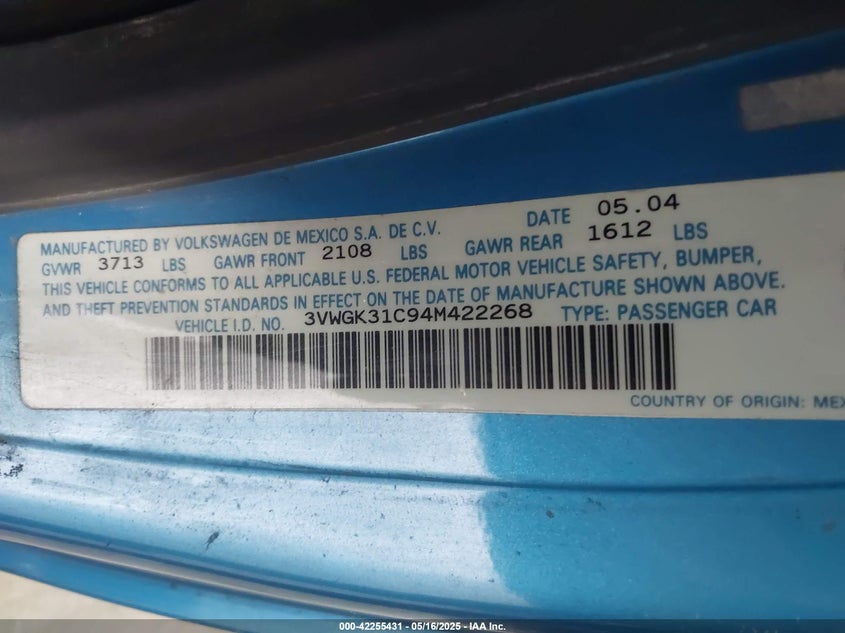 MANUFACTURED BY VOLKSWAGEN DE MEXICO S.A. DE C.V. DATE 05.04
GVWR 3713 LBS GAWR FRONT 2108 LBS GAWR REAR 1612 LBS
THIS VEHICLE CONFORMS TO ALL APPLICABLE U.S. FEDERAL MOTOR VEHICLE SAFETY, BUMPER,
AND THEFT PREVENTION STANDARDS IN EFFECT ON DATE OF MANUFACTURE SHOWN ABOVE.
VEHICLE I.D. NO. 3VWGK31C94M422268 TYPE: PASSENGER CAR
COUNTRY OF ORIGIN: MEX
000-42255431 - 05/16/2025 - IAA Inc.